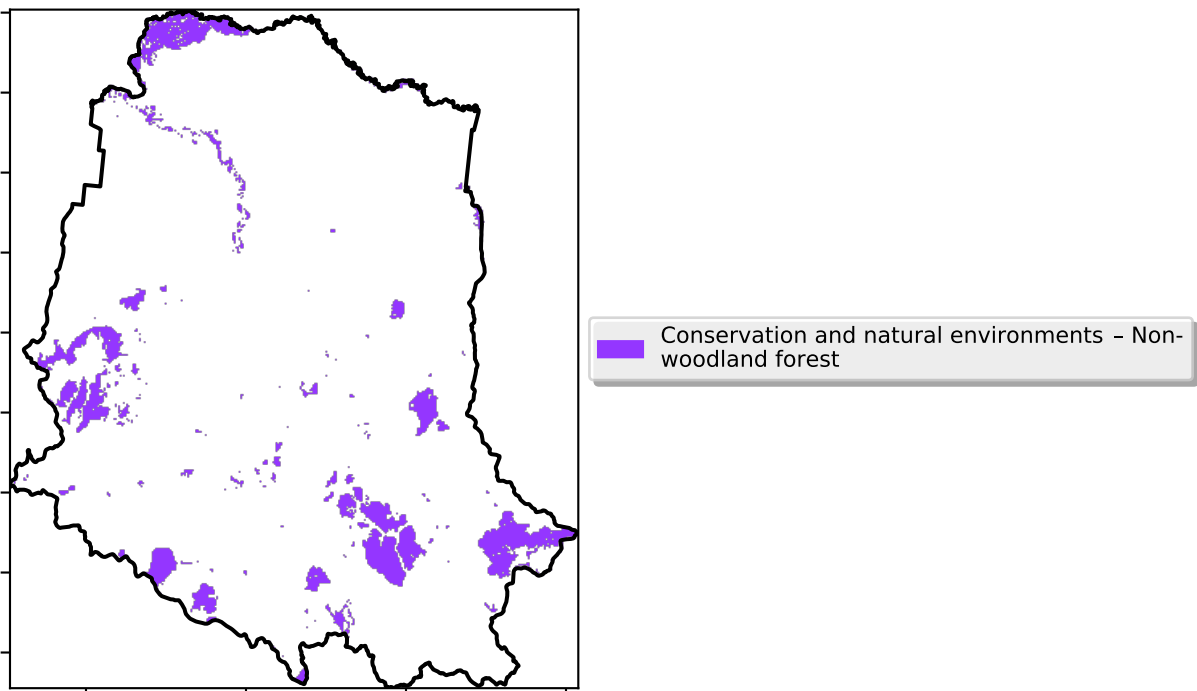 Conservation and natural environments – Non-
woodland forest